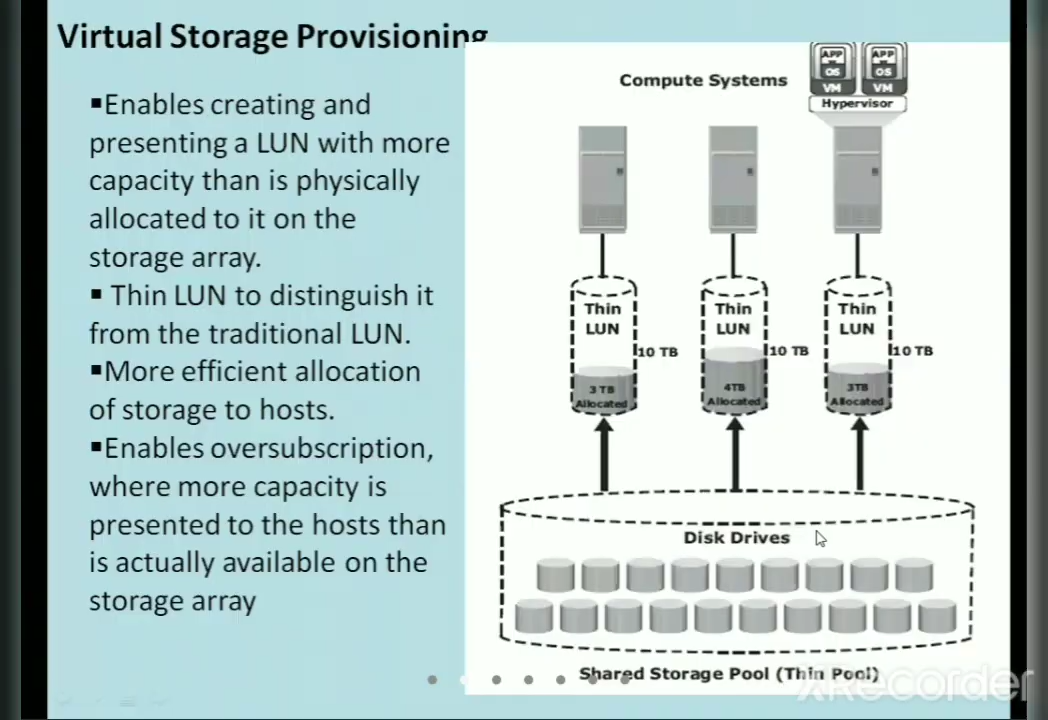 Virtual Storage Provisioning
▪Enables creating and
presenting a LUN with more
capacity than is physically
allocated to it on the
storage array.
▪ Thin LUN to distinguish it
from the traditional LUN.
▪More efficient allocation
of storage to hosts.
▪Enables oversubscription,
where more capacity is
presented to the hosts than
is actually available on the
storage array
Compute Systems
APP APP
OS OS
VM VM
Hypervisor
Thin Thin Thin
LUN LUN LUN
10 TB 10 TB 10 TB
3 TB 4TB 3TB
Allocated Allocated Allocated
Disk Drives
Shared Storage Pool (Thin Pool)
XRecorder